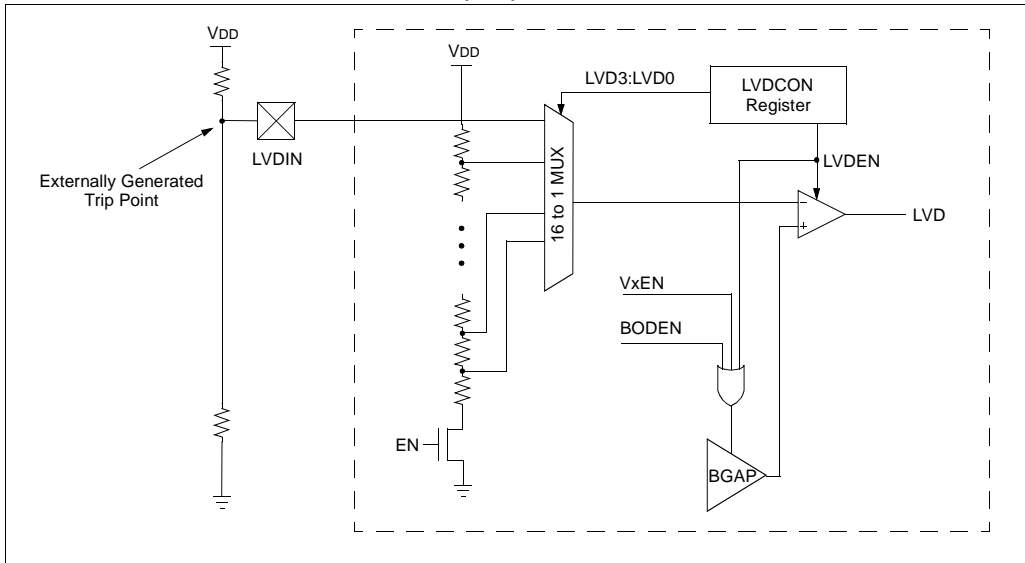 VDD
VDD
LVD3:LVD0
LVDCON
Register
LVDIN
LVDEN
Externally Generated
Trip Point
16 to 1 MUX
–
+
LVD
VxEN
BODEN
EN
BGAP